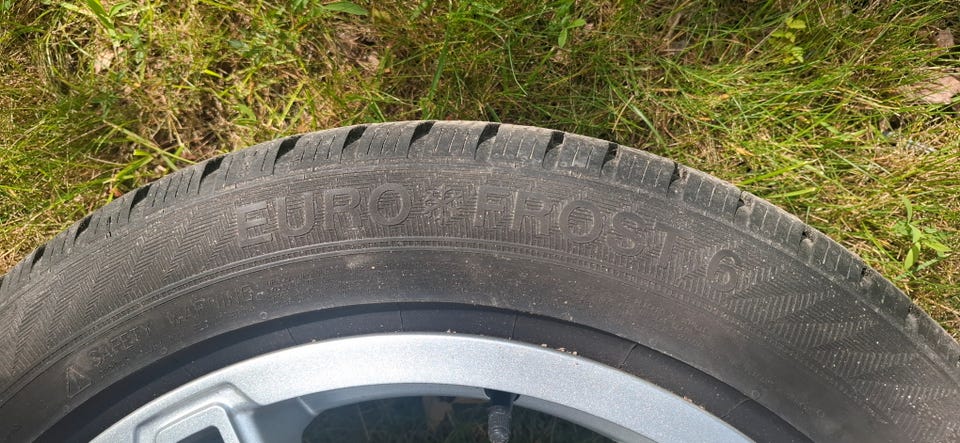 EURO FROST 6
SAFETY WARNING